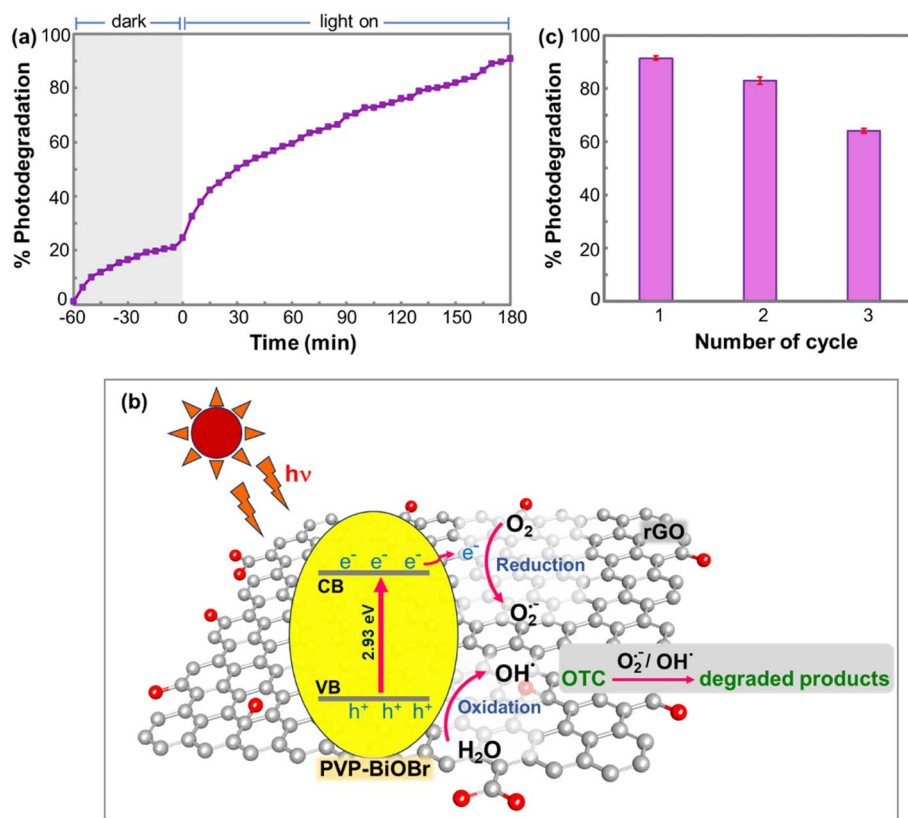 dark
light on
(a)
% Photodegradation
100
80
60
40
20
0
-60
-30
0
30
60
90
120
150
180
Time (min)
(c)
% Photodegradation
100
80
60
40
20
0
1
2
3
Number of cycle
(b)
hν
O₂
rGO
e⁻ e⁻ e⁻
e⁻
Reduction
CB
2.93 eV
O₂·⁻
VB
h⁺ h⁺ h⁺
OH·
OTC O₂·⁻/ OH· degraded products
Oxidation
H₂O
PVP-BiOBr